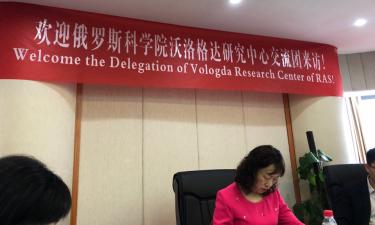 欢迎俄罗斯科学院沃洛格达研究中心交流团来访！
Welcome the Delegation of Vologda Research Center of RAS!